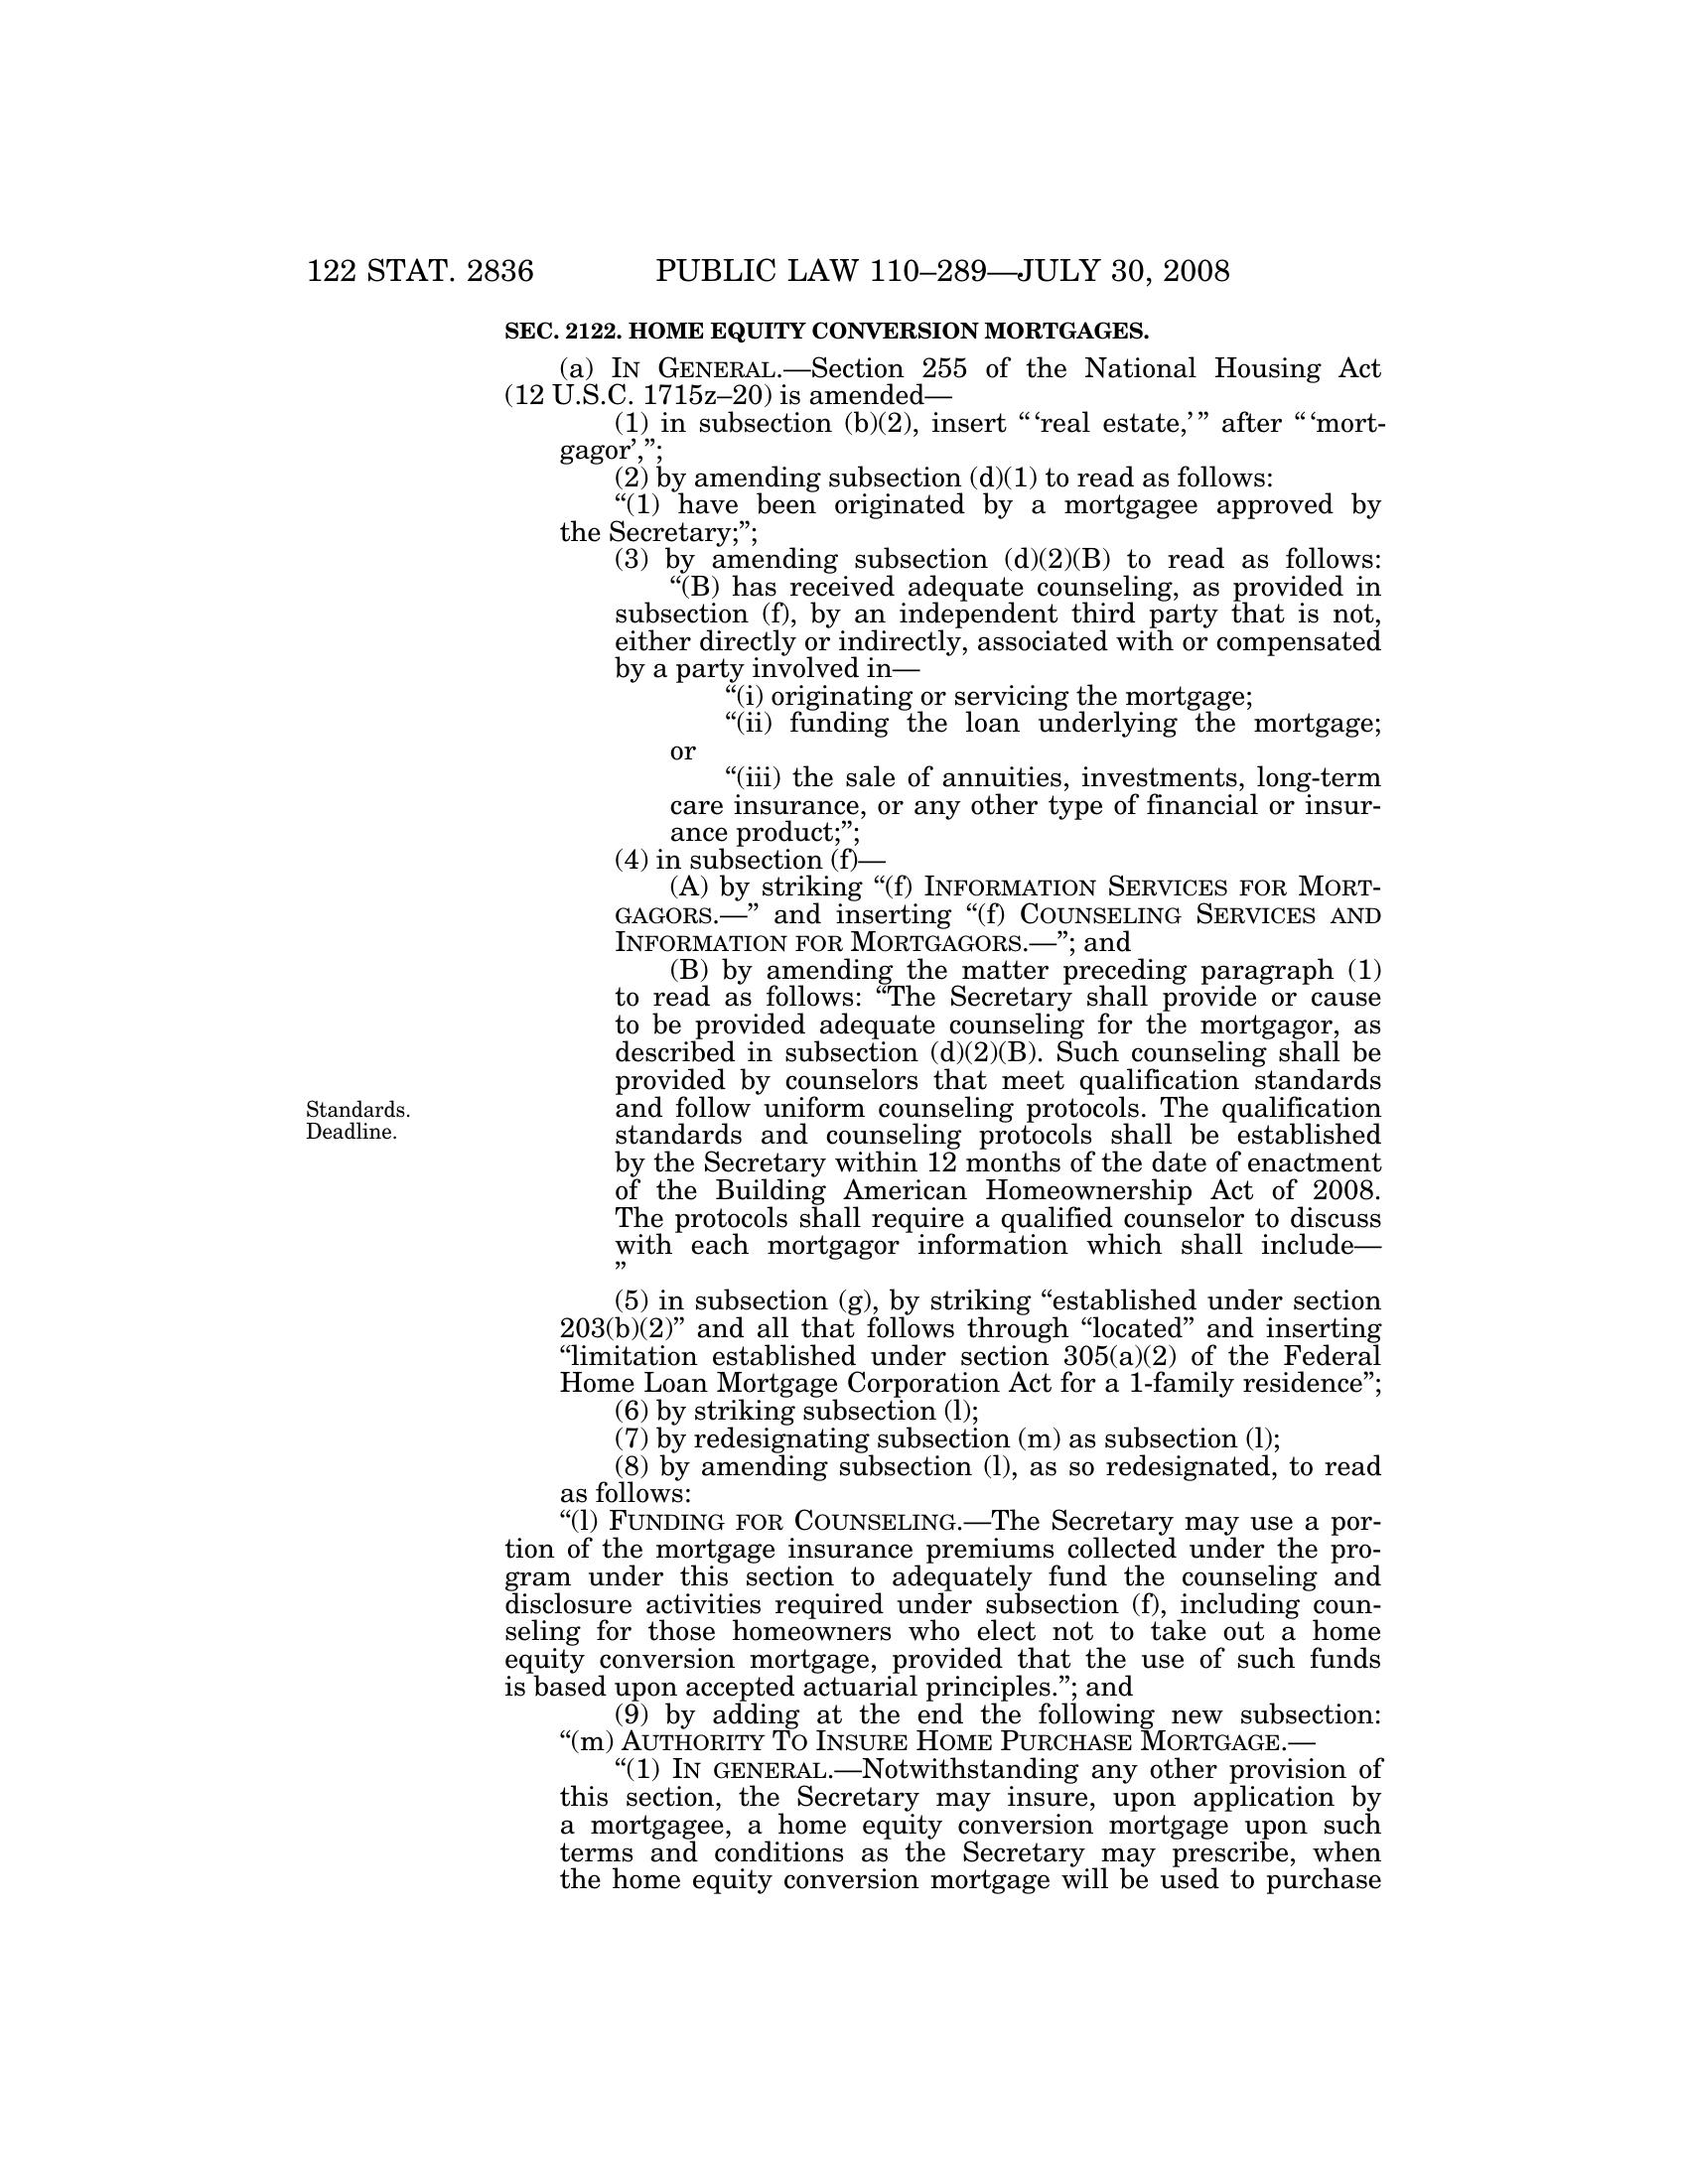 122 STAT. 2836 PUBLIC LAW 110–289—JULY 30, 2008
SEC. 2122. HOME EQUITY CONVERSION MORTGAGES.
(a) IN GENERAL.—Section 255 of the National Housing Act
(12 U.S.C. 1715z–20) is amended—
(1) in subsection (b)(2), insert “ ‘real estate,’ ” after “ ‘mort-
gagor’,”;
(2) by amending subsection (d)(1) to read as follows:
“(1) have been originated by a mortgagee approved by
the Secretary;”;
(3) by amending subsection (d)(2)(B) to read as follows:
“(B) has received adequate counseling, as provided in
subsection (f), by an independent third party that is not,
either directly or indirectly, associated with or compensated
by a party involved in—
“(i) originating or servicing the mortgage;
“(ii) funding the loan underlying the mortgage;
or
“(iii) the sale of annuities, investments, long-term
care insurance, or any other type of financial or insur-
ance product;”;
(4) in subsection (f)—
(A) by striking “(f) INFORMATION SERVICES FOR MORT-
GAGORS.—” and inserting “(f) COUNSELING SERVICES AND
INFORMATION FOR MORTGAGORS.—”; and
(B) by amending the matter preceding paragraph (1)
to read as follows: “The Secretary shall provide or cause
to be provided adequate counseling for the mortgagor, as
described in subsection (d)(2)(B). Such counseling shall be
provided by counselors that meet qualification standards
and follow uniform counseling protocols. The qualification
standards and counseling protocols shall be established
by the Secretary within 12 months of the date of enactment
of the Building American Homeownership Act of 2008.
The protocols shall require a qualified counselor to discuss
with each mortgagor information which shall include—
”
Standards.
Deadline.
(5) in subsection (g), by striking “established under section
203(b)(2)” and all that follows through “located” and inserting
“limitation established under section 305(a)(2) of the Federal
Home Loan Mortgage Corporation Act for a 1-family residence”;
(6) by striking subsection (l);
(7) by redesignating subsection (m) as subsection (l);
(8) by amending subsection (l), as so redesignated, to read
as follows:
“(l) FUNDING FOR COUNSELING.—The Secretary may use a por-
tion of the mortgage insurance premiums collected under the pro-
gram under this section to adequately fund the counseling and
disclosure activities required under subsection (f), including coun-
seling for those homeowners who elect not to take out a home
equity conversion mortgage, provided that the use of such funds
is based upon accepted actuarial principles.”; and
(9) by adding at the end the following new subsection:
“(m) AUTHORITY TO INSURE HOME PURCHASE MORTGAGE.—
“(1) IN GENERAL.—Notwithstanding any other provision of
this section, the Secretary may insure, upon application by
a mortgagee, a home equity conversion mortgage upon such
terms and conditions as the Secretary may prescribe, when
the home equity conversion mortgage will be used to purchase